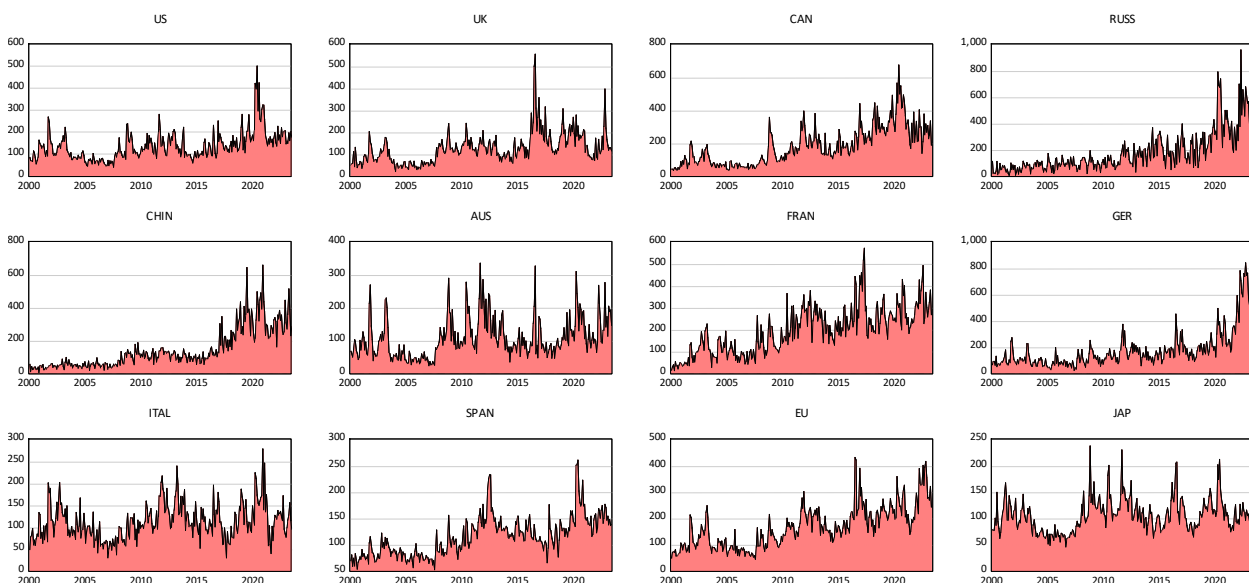 US UK CAN RUSS
600 600 800 1,000
500 500 800
400 400 600 600
300 300 400 400
200 200 200 200
100 100
0 0 0 0
2000 2005 2010 2015 2020 2000 2005 2010 2015 2020 2000 2005 2010 2015 2020 2000 2005 2010 2015 2020
CHIN AUS FRAN GER
800 400 600 1,000
600 300 500 800
400 200 400 600
200 100 300 400
200 200
100
0 0 0 0
2000 2005 2010 2015 2020 2000 2005 2010 2015 2020 2000 2005 2010 2015 2020 2000 2005 2010 2015 2020
ITAL SPAN EU JAP
300 300 500 250
250 250 400 200
200 200 300 150
150 150 200 100
100 100 100 50
50
0 50 0 0
2000 2005 2010 2015 2020 2000 2005 2010 2015 2020 2000 2005 2010 2015 2020 2000 2005 2010 2015 2020